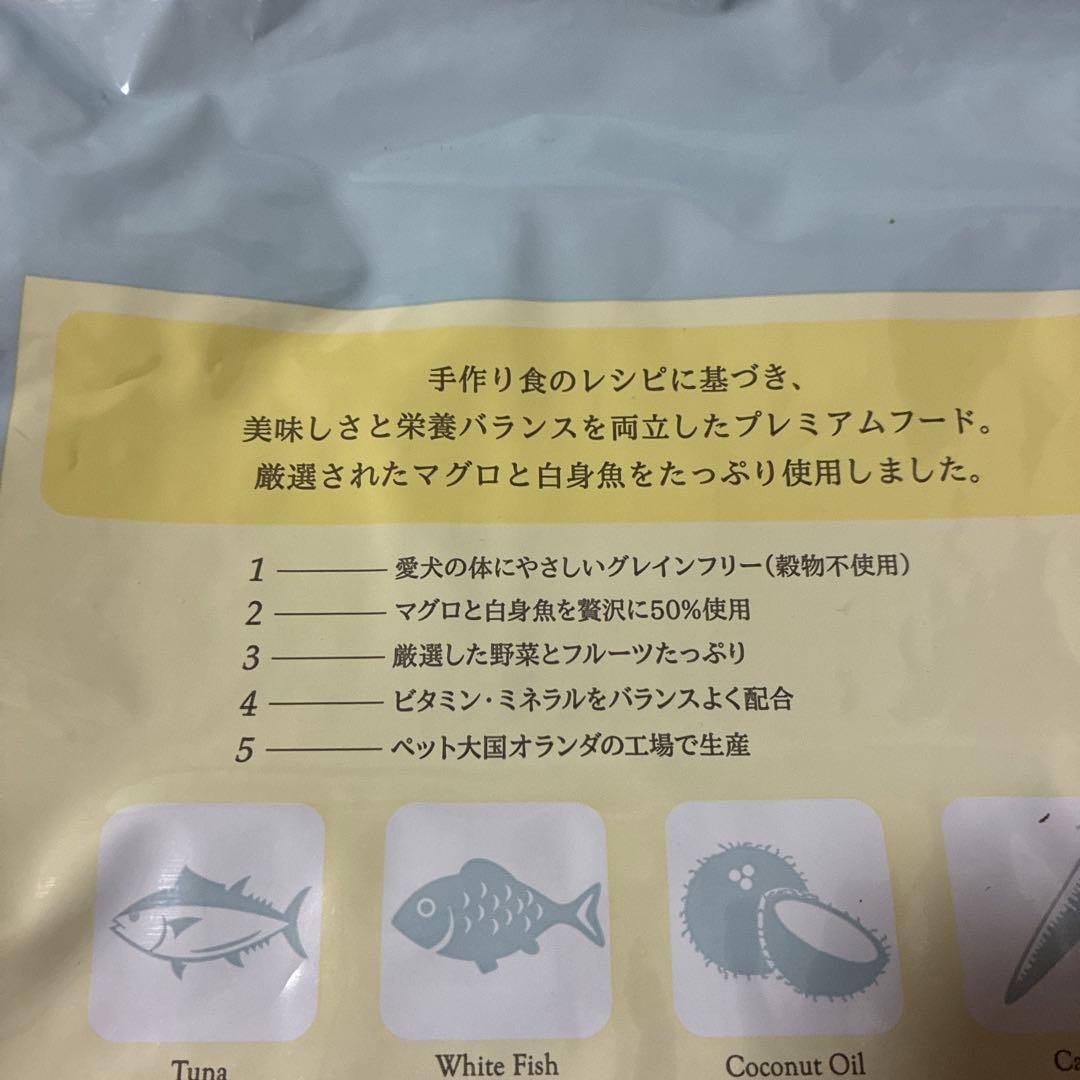 手作り食のレシピに基づき、
美味しさと栄養バランスを両立したプレミアムフード。
厳選されたマグロと白身魚をたっぷり使用しました。
1 愛犬の体にやさしいグレインフリー(穀物不使用)
2 マグロと白身魚を贅沢に50%使用
3 厳選した野菜とフルーツたっぷり
4 ビタミン・ミネラルをバランスよく配合
5 ペット大国オランダの工場で生産
Tuna White Fish Coconut Oil